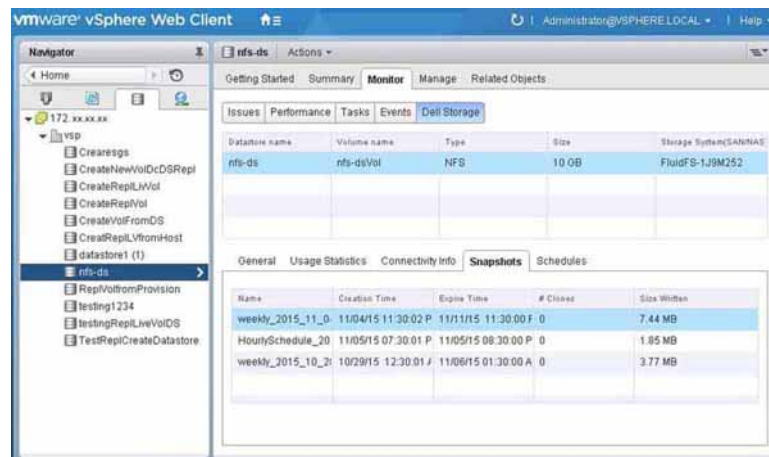 vmware® vSphere Web Client
Administrator@VSPHERE.LOCAL
Help
Navigator
nfs-ds Actions
Home
Getting Started Summary Monitor Manage Related Objects
Issues Performance Tasks Events Dell Storage
172.xx.xx.xx
vsp
Crearesgs
CreateNewVolDcDSRepl
CreateReplLivVol
CreateReplVol
CreateVolFromDS
CreatReplLVfromHost
datastore1 (1)
nfs-ds
ReplVolfromProvision
testing1234
testingReplLiveVolDS
TestReplCreateDatastore
Datastore name Volume name Type Size Storage System(SAN/NAS
nfs-ds nfs-dsVol NFS 10 GB FluidFS-1J9M252
General Usage Statistics Connectivity Info Snapshots Schedules
Name Creation Time Expire Time # Clones Size Written
weekly_2015_11_0 11/04/15 11:30:02 P 11/11/15 11:30:00 F 0 7.44 MB
HourlySchedule_20 11/05/15 07:30:01 P 11/05/15 08:30:00 P 0 1.85 MB
weekly_2015_10_2 10/29/15 12:30:01 A 11/06/15 01:30:00 A 0 3.77 MB